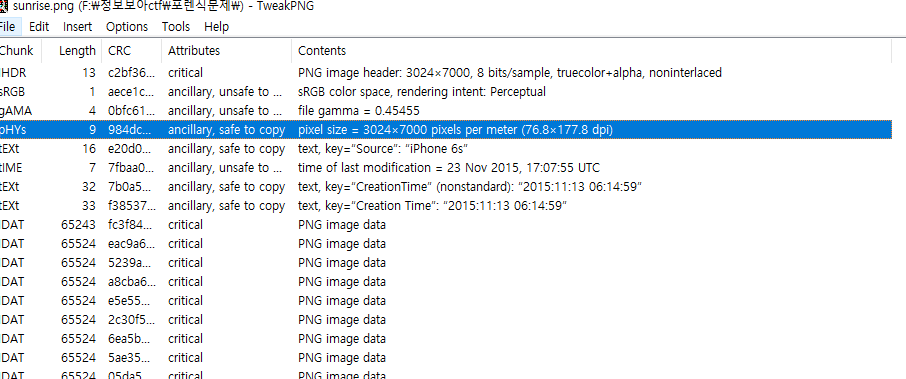 sunrise.png (F:₩정보보아ctf₩포렌식문제₩) - TweakPNG
File Edit Insert Options Tools Help
Chunk Length CRC Attributes Contents
IHDR 13 c2bf36... critical PNG image header: 3024×7000, 8 bits/sample, truecolor+alpha, noninterlaced
sRGB 1 aece1c... ancillary, unsafe to ... sRGB color space, rendering intent: Perceptual
gAMA 4 0bfc61... ancillary, unsafe to ... file gamma = 0.45455
pHYs 9 984dc... ancillary, safe to copy pixel size = 3024×7000 pixels per meter (76.8×177.8 dpi)
tEXt 16 e20d0... ancillary, safe to copy text, key="Source": "iPhone 6s"
tIME 7 7fbaa0... ancillary, unsafe to ... time of last modification = 23 Nov 2015, 17:07:55 UTC
tEXt 32 7b0a5... ancillary, safe to copy text, key="CreationTime" (nonstandard): "2015:11:13 06:14:59"
tEXt 33 f38537... ancillary, safe to copy text, key="Creation Time": "2015:11:13 06:14:59"
IDAT 65243 fc3f84... critical PNG image data
IDAT 65524 eac9a6... critical PNG image data
IDAT 65524 5239a... critical PNG image data
IDAT 65524 a8cba6... critical PNG image data
IDAT 65524 e5e55... critical PNG image data
IDAT 65524 2c30f5... critical PNG image data
IDAT 65524 6ea5b... critical PNG image data
IDAT 65524 5ae35... critical PNG image data
IDAT 65524 05da5... critical PNG image data